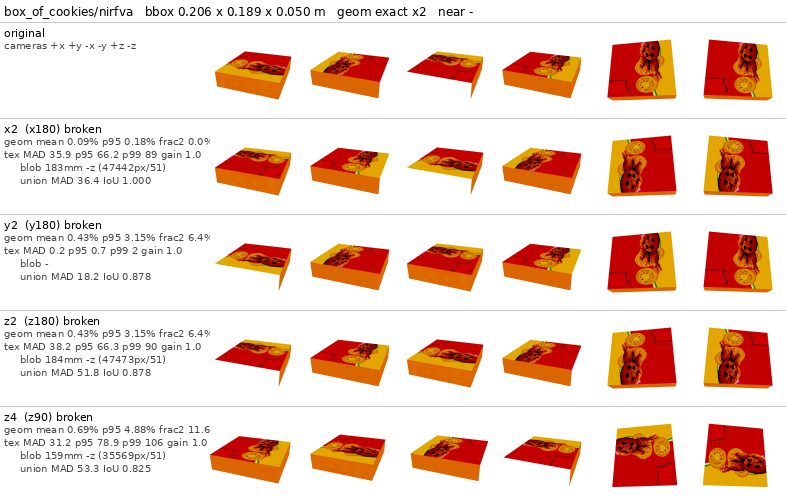 box_of_cookies/nirfva   bbox 0.206 x 0.189 x 0.050 m   geom exact x2   near -
original
cameras +x +y -x -y +z -z
x2  (x180) broken
geom mean 0.09% p95 0.18% frac2 0.0%
tex MAD 35.9 p95 66.2 p99 89 gain 1.0
blob 183mm -z (47442px/51)
union MAD 36.4 IoU 1.000
y2  (y180) broken
geom mean 0.43% p95 3.15% frac2 6.4%
tex MAD 0.2 p95 0.7 p99 2 gain 1.0
blob -
union MAD 18.2 IoU 0.878
z2  (z180) broken
geom mean 0.43% p95 3.15% frac2 6.4%
tex MAD 38.2 p95 66.3 p99 90 gain 1.0
blob 184mm -z (47473px/51)
union MAD 51.8 IoU 0.878
z4  (z90) broken
geom mean 0.69% p95 4.88% frac2 11.6
tex MAD 31.2 p95 78.9 p99 106 gain 1.0
blob 159mm -z (35569px/51)
union MAD 53.3 IoU 0.825